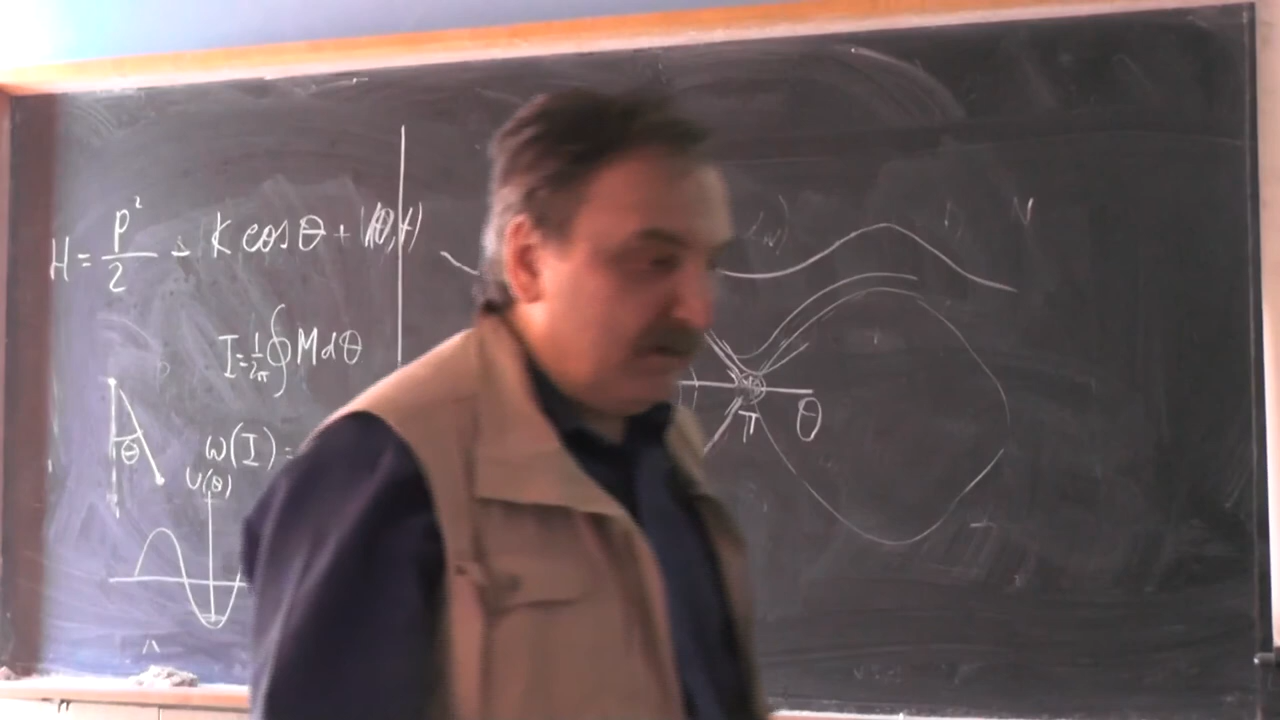 H = p²/2 - K cos θ + V(θ,t)
I = 1/2π ∮ M dθ
θ
ω(I) =
U(θ)
π
θ